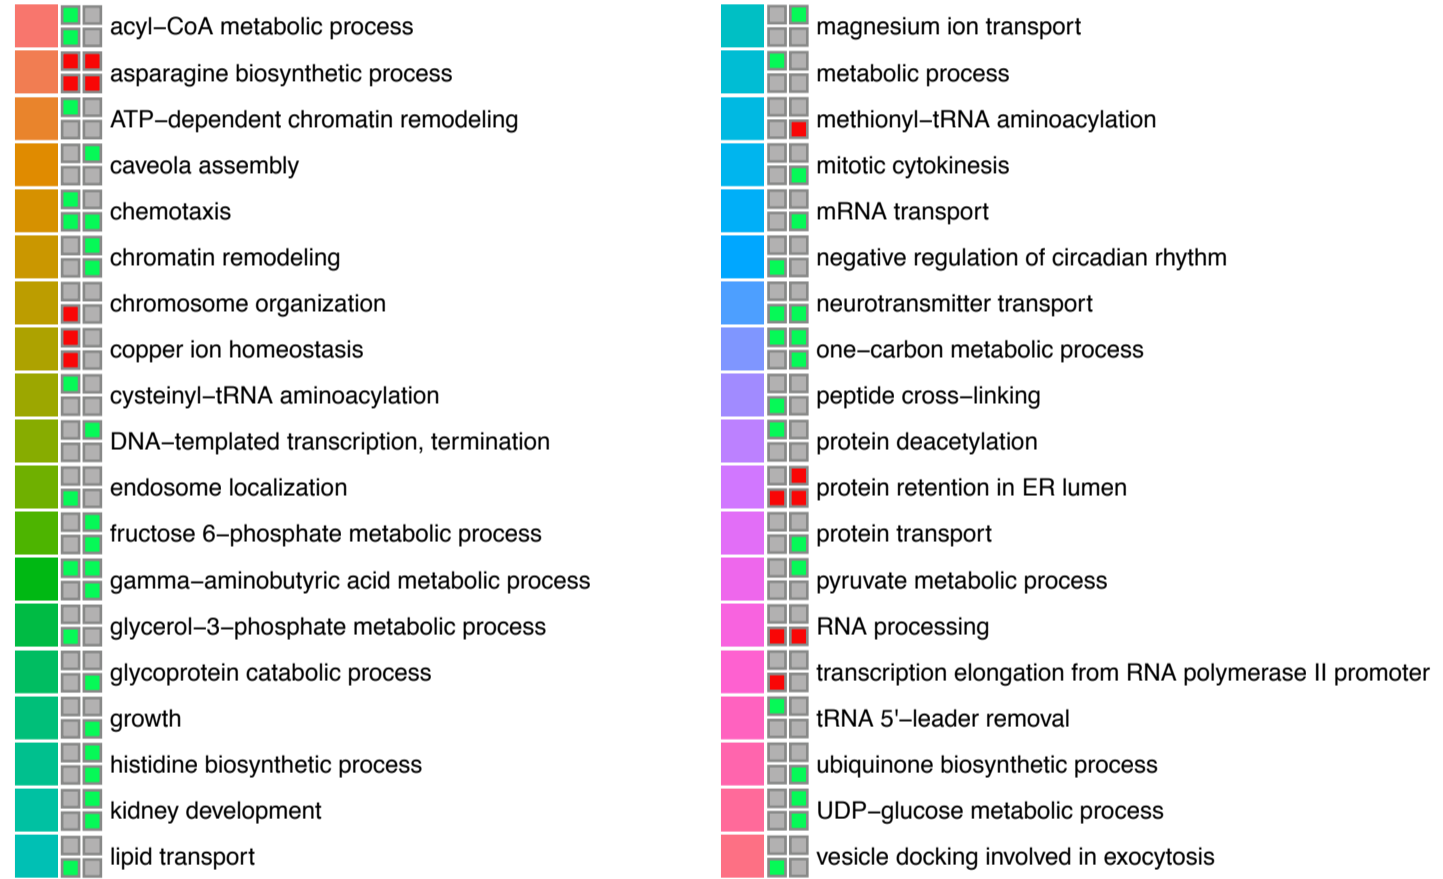 acyl−CoA metabolic process
asparagine biosynthetic process
ATP−dependent chromatin remodeling
caveola assembly
chemotaxis
chromatin remodeling
chromosome organization
copper ion homeostasis
cysteinyl−tRNA aminoacylation
DNA−templated transcription, termination
endosome localization
fructose 6−phosphate metabolic process
gamma−aminobutyric acid metabolic process
glycerol−3−phosphate metabolic process
glycoprotein catabolic process
growth
histidine biosynthetic process
kidney development
lipid transport
magnesium ion transport
metabolic process
methionyl−tRNA aminoacylation
mitotic cytokinesis
mRNA transport
negative regulation of circadian rhythm
neurotransmitter transport
one−carbon metabolic process
peptide cross−linking
protein deacetylation
protein retention in ER lumen
protein transport
pyruvate metabolic process
RNA processing
transcription elongation from RNA polymerase II promoter
tRNA 5'−leader removal
ubiquinone biosynthetic process
UDP−glucose metabolic process
vesicle docking involved in exocytosis